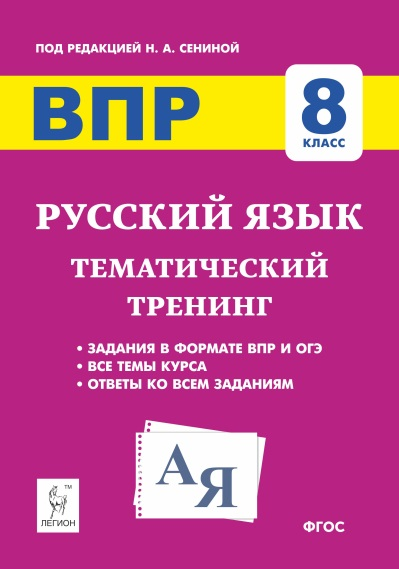 ПОД РЕДАКЦИЕЙ Н. А. СЕНИНОЙ
ВПР
8
КЛАСС
РУССКИЙ ЯЗЫК
ТЕМАТИЧЕСКИЙ
ТРЕНИНГ
• ЗАДАНИЯ В ФОРМАТЕ ВПР И ОГЭ
• ВСЕ ТЕМЫ КУРСА
• ОТВЕТЫ КО ВСЕМ ЗАДАНИЯМ
А
Я
TM
ЛЕГИОН
ФГОС